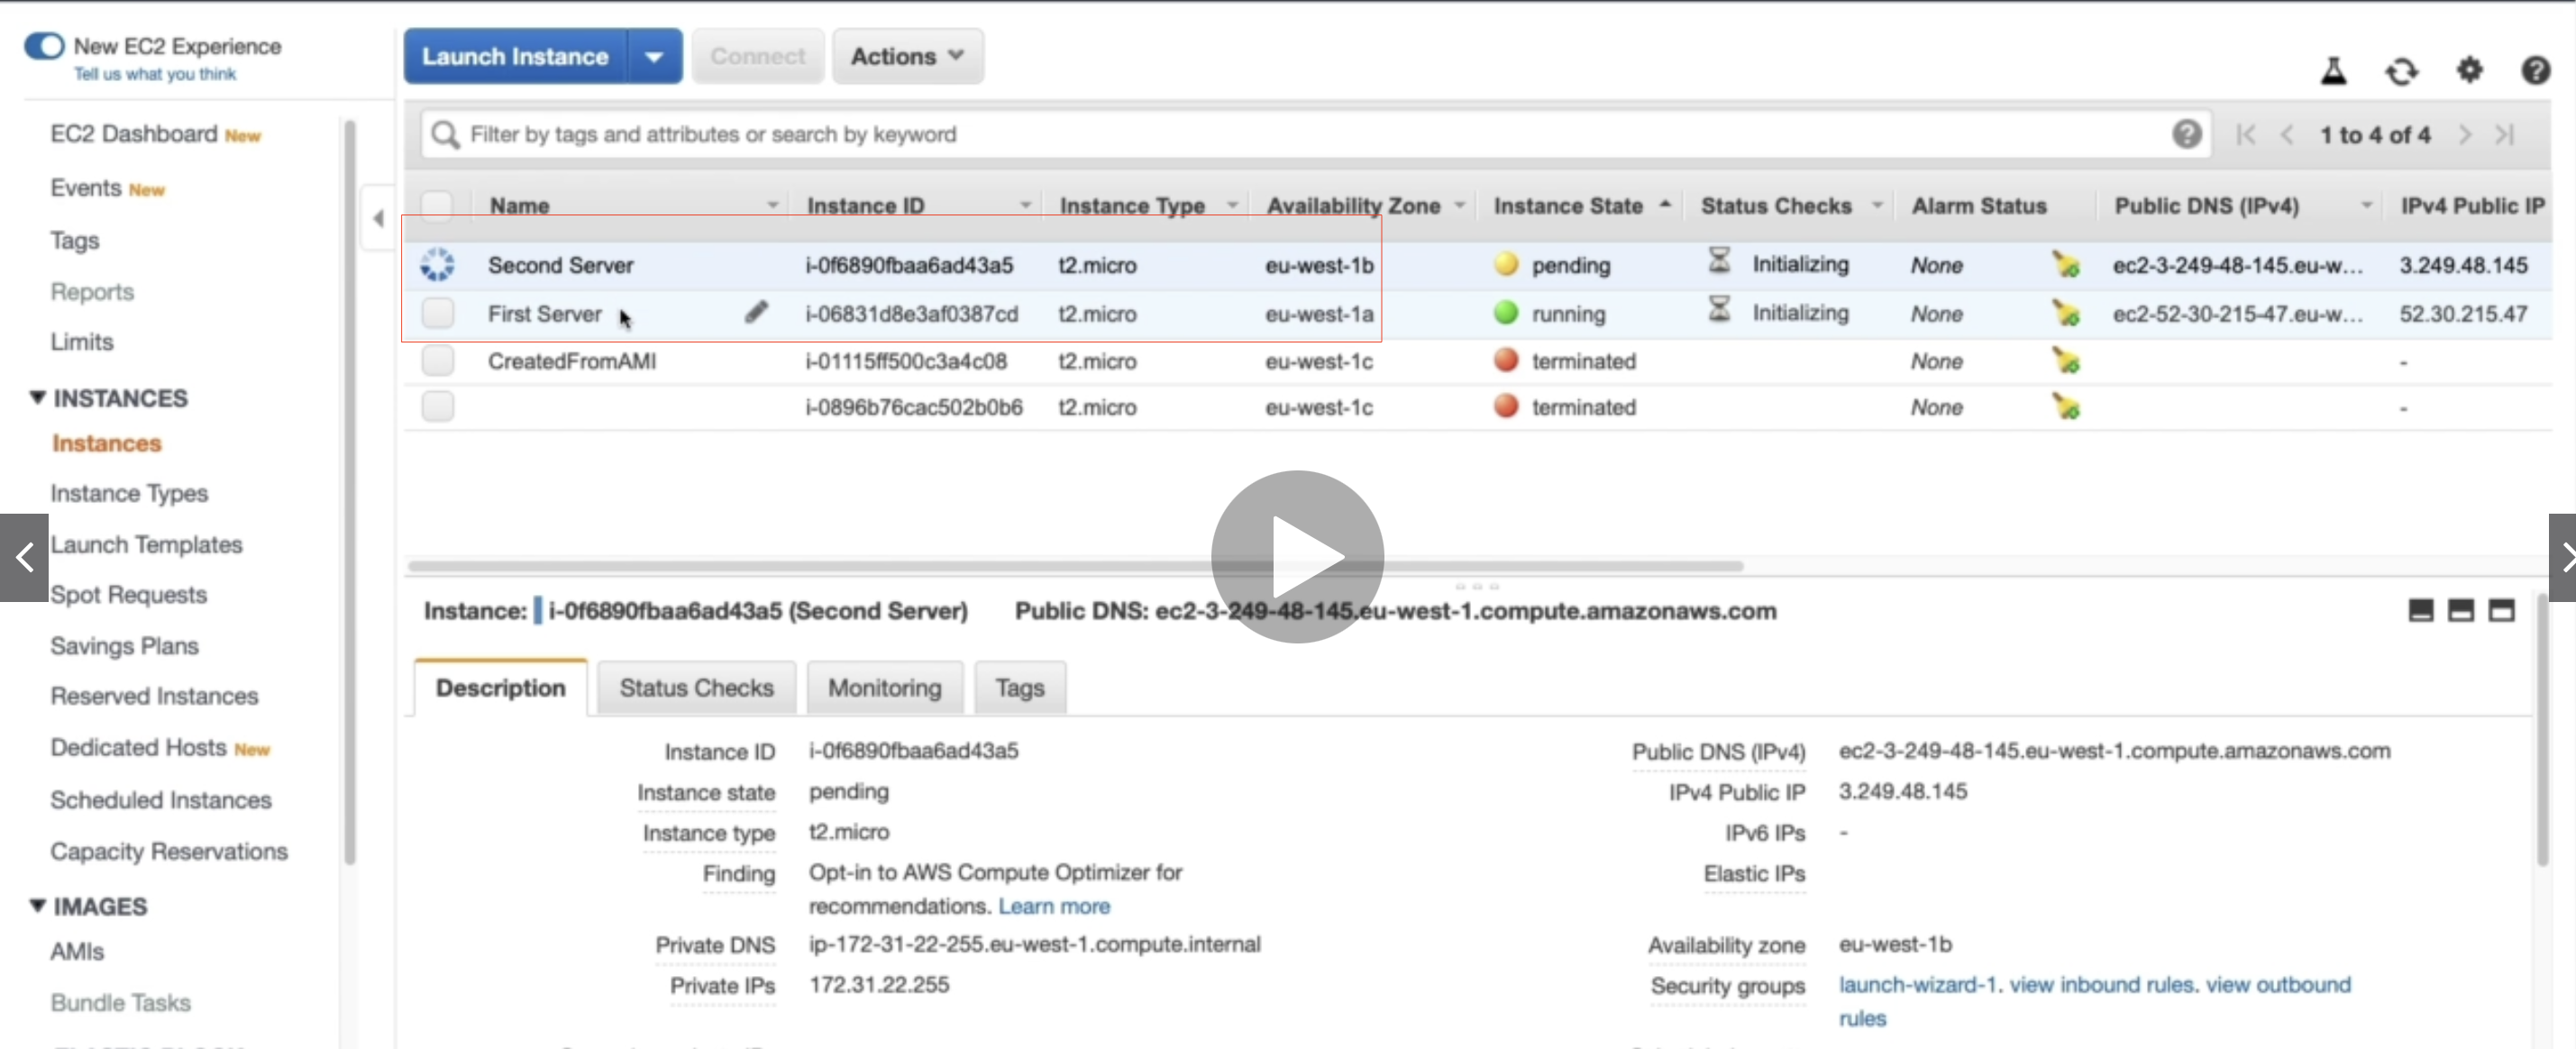 New EC2 Experience
Tell us what you think
Launch Instance Connect Actions
Filter by tags and attributes or search by keyword 1 to 4 of 4
Name Instance ID Instance Type Availability Zone Instance State Status Checks Alarm Status Public DNS (IPv4) IPv4 Public IP
Second Server i-0f6890fbaa6ad43a5 t2.micro eu-west-1b pending Initializing None ec2-3-249-48-145.eu-w... 3.249.48.145
First Server i-06831d8e3af0387cd t2.micro eu-west-1a running Initializing None ec2-52-30-215-47.eu-w... 52.30.215.47
CreatedFromAMI i-01115ff500c3a4c08 t2.micro eu-west-1c terminated None -
i-0896b76cac502b0b6 t2.micro eu-west-1c terminated None -
EC2 Dashboard New
Events New
Tags
Reports
Limits
INSTANCES
Instances
Instance Types
Launch Templates
Spot Requests
Savings Plans
Reserved Instances
Dedicated Hosts New
Scheduled Instances
Capacity Reservations
IMAGES
AMIs
Bundle Tasks
Instance: i-0f6890fbaa6ad43a5 (Second Server) Public DNS: ec2-3-249-48-145.eu-west-1.compute.amazonaws.com
Description Status Checks Monitoring Tags
Instance ID i-0f6890fbaa6ad43a5
Instance state pending
Instance type t2.micro
Finding Opt-in to AWS Compute Optimizer for
recommendations. Learn more
Private DNS ip-172-31-22-255.eu-west-1.compute.internal
Private IPs 172.31.22.255
Public DNS (IPv4) ec2-3-249-48-145.eu-west-1.compute.amazonaws.com
IPv4 Public IP 3.249.48.145
IPv6 IPs -
Elastic IPs
Availability zone eu-west-1b
Security groups launch-wizard-1. view inbound rules. view outbound
rules